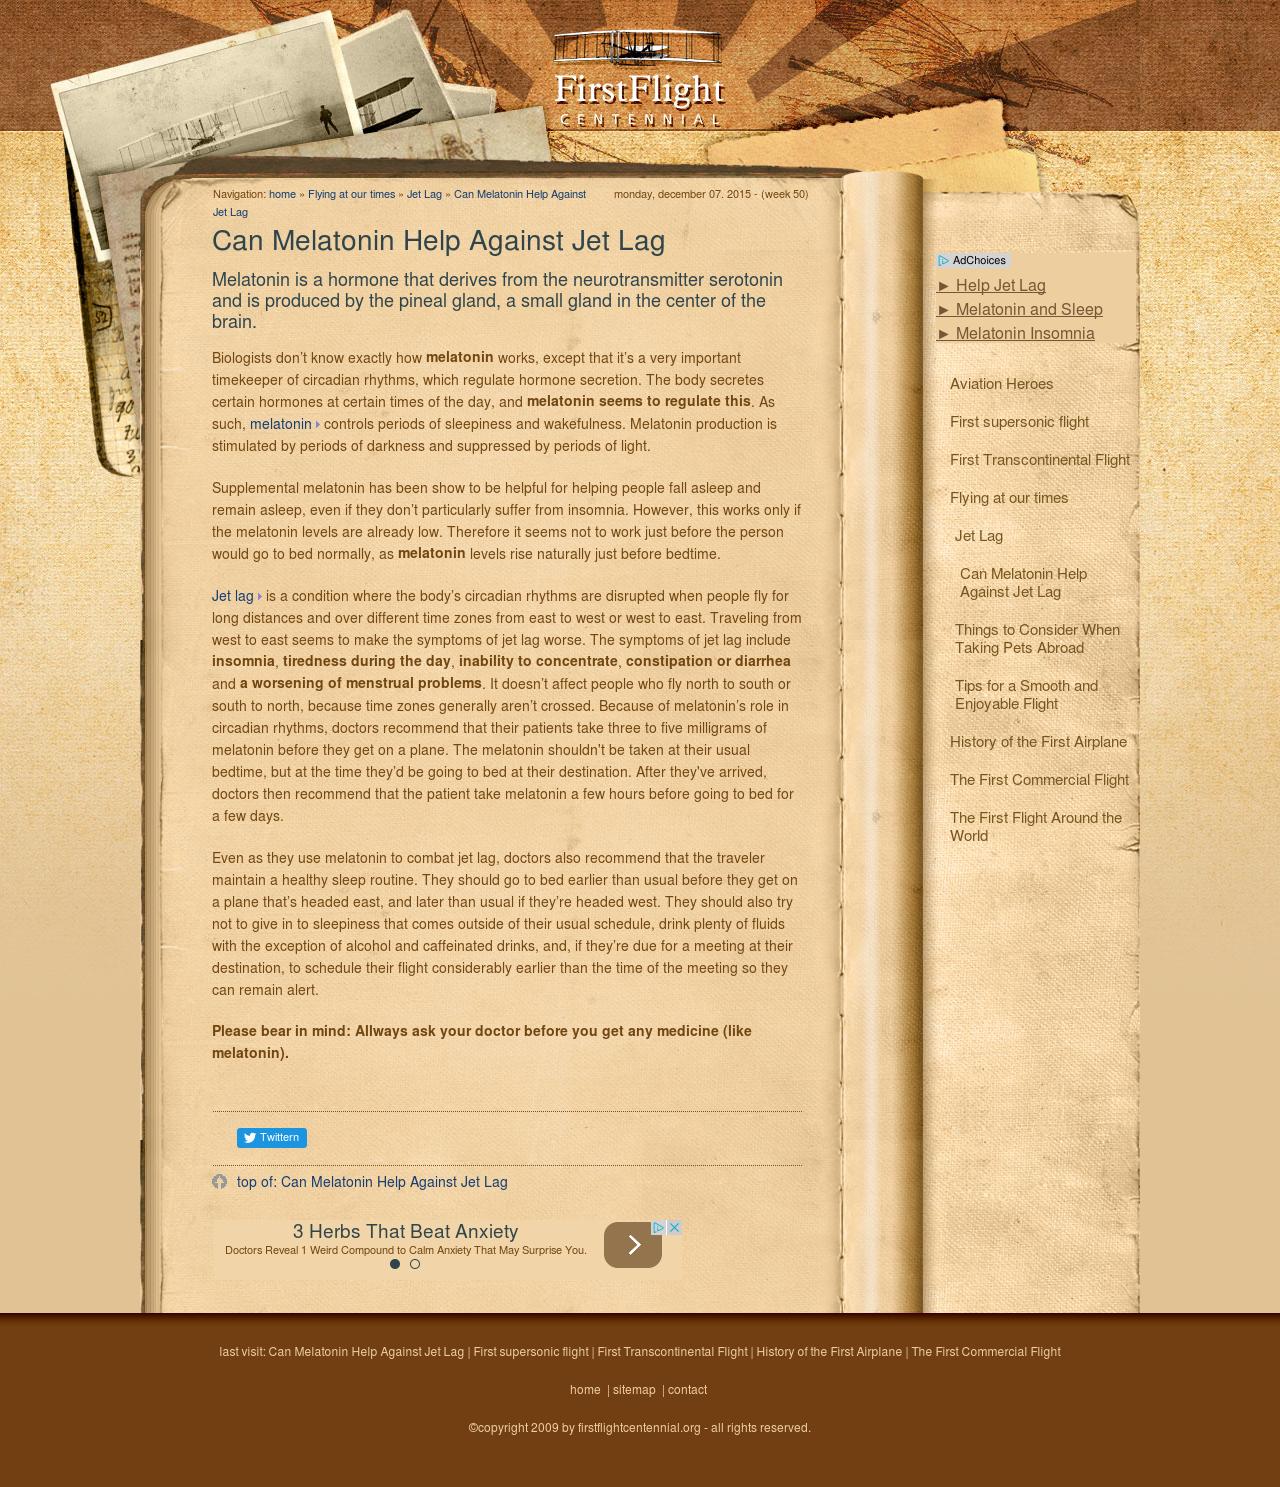 FirstFlight
CENTENNIAL
Navigation: home » Flying at our times » Jet Lag » Can Melatonin Help Against
Jet Lag
monday, december 07. 2015 - (week 50)
Can Melatonin Help Against Jet Lag
Melatonin is a hormone that derives from the neurotransmitter serotonin
and is produced by the pineal gland, a small gland in the center of the
brain.
Biologists don’t know exactly how melatonin works, except that it’s a very important
timekeeper of circadian rhythms, which regulate hormone secretion. The body secretes
certain hormones at certain times of the day, and melatonin seems to regulate this. As
such, melatonin controls periods of sleepiness and wakefulness. Melatonin production is
stimulated by periods of darkness and suppressed by periods of light.
Supplemental melatonin has been show to be helpful for helping people fall asleep and
remain asleep, even if they don’t particularly suffer from insomnia. However, this works only if
the melatonin levels are already low. Therefore it seems not to work just before the person
would go to bed normally, as melatonin levels rise naturally just before bedtime.
Jet lag is a condition where the body’s circadian rhythms are disrupted when people fly for
long distances and over different time zones from east to west or west to east. Traveling from
west to east seems to make the symptoms of jet lag worse. The symptoms of jet lag include
insomnia, tiredness during the day, inability to concentrate, constipation or diarrhea
and a worsening of menstrual problems. It doesn’t affect people who fly north to south or
south to north, because time zones generally aren’t crossed. Because of melatonin’s role in
circadian rhythms, doctors recommend that their patients take three to five milligrams of
melatonin before they get on a plane. The melatonin shouldn't be taken at their usual
bedtime, but at the time they’d be going to bed at their destination. After they've arrived,
doctors then recommend that the patient take melatonin a few hours before going to bed for
a few days.
Even as they use melatonin to combat jet lag, doctors also recommend that the traveler
maintain a healthy sleep routine. They should go to bed earlier than usual before they get on
a plane that’s headed east, and later than usual if they’re headed west. They should also try
not to give in to sleepiness that comes outside of their usual schedule, drink plenty of fluids
with the exception of alcohol and caffeinated drinks, and, if they’re due for a meeting at their
destination, to schedule their flight considerably earlier than the time of the meeting so they
can remain alert.
Please bear in mind: Allways ask your doctor before you get any medicine (like
melatonin).
Twittern
top of: Can Melatonin Help Against Jet Lag
3 Herbs That Beat Anxiety
Doctors Reveal 1 Weird Compound to Calm Anxiety That May Surprise You.
AdChoices
► Help Jet Lag
► Melatonin and Sleep
► Melatonin Insomnia
Aviation Heroes
First supersonic flight
First Transcontinental Flight
Flying at our times
Jet Lag
Can Melatonin Help
Against Jet Lag
Things to Consider When
Taking Pets Abroad
Tips for a Smooth and
Enjoyable Flight
History of the First Airplane
The First Commercial Flight
The First Flight Around the
World
last visit: Can Melatonin Help Against Jet Lag | First supersonic flight | First Transcontinental Flight | History of the First Airplane | The First Commercial Flight
home | sitemap | contact
©copyright 2009 by firstflightcentennial.org - all rights reserved.